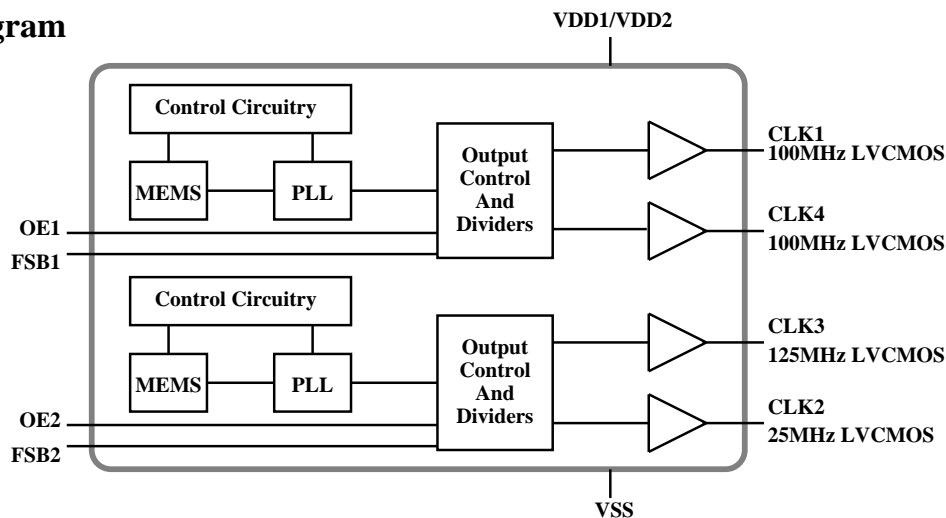 gram
VDD1/VDD2
Control Circuitry
MEMS
PLL
Output
Control
And
Dividers
CLK1
100MHz LVCMOS
CLK4
100MHz LVCMOS
OE1
FSB1
Control Circuitry
MEMS
PLL
Output
Control
And
Dividers
CLK3
125MHz LVCMOS
CLK2
25MHz LVCMOS
OE2
FSB2
VSS